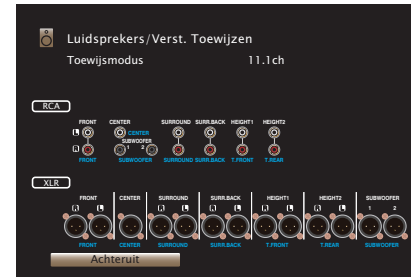 Luidsprekers/Verst. Toewijzen
Toewijsmodus 11.1ch
RCA
FRONT CENTER SURROUND SURR.BACK HEIGHT1 HEIGHT2
L CENTER
SUBWOOFER
R 1 2
FRONT SUBWOOFER SURROUND SURR.BACK T.FRONT T.REAR
XLR
FRONT CENTER SURROUND SURR.BACK HEIGHT1 HEIGHT2 SUBWOOFER
R L R L R L R L R L 1 2
FRONT CENTER SURROUND SURR.BACK T.FRONT T.REAR SUBWOOFER
Achteruit